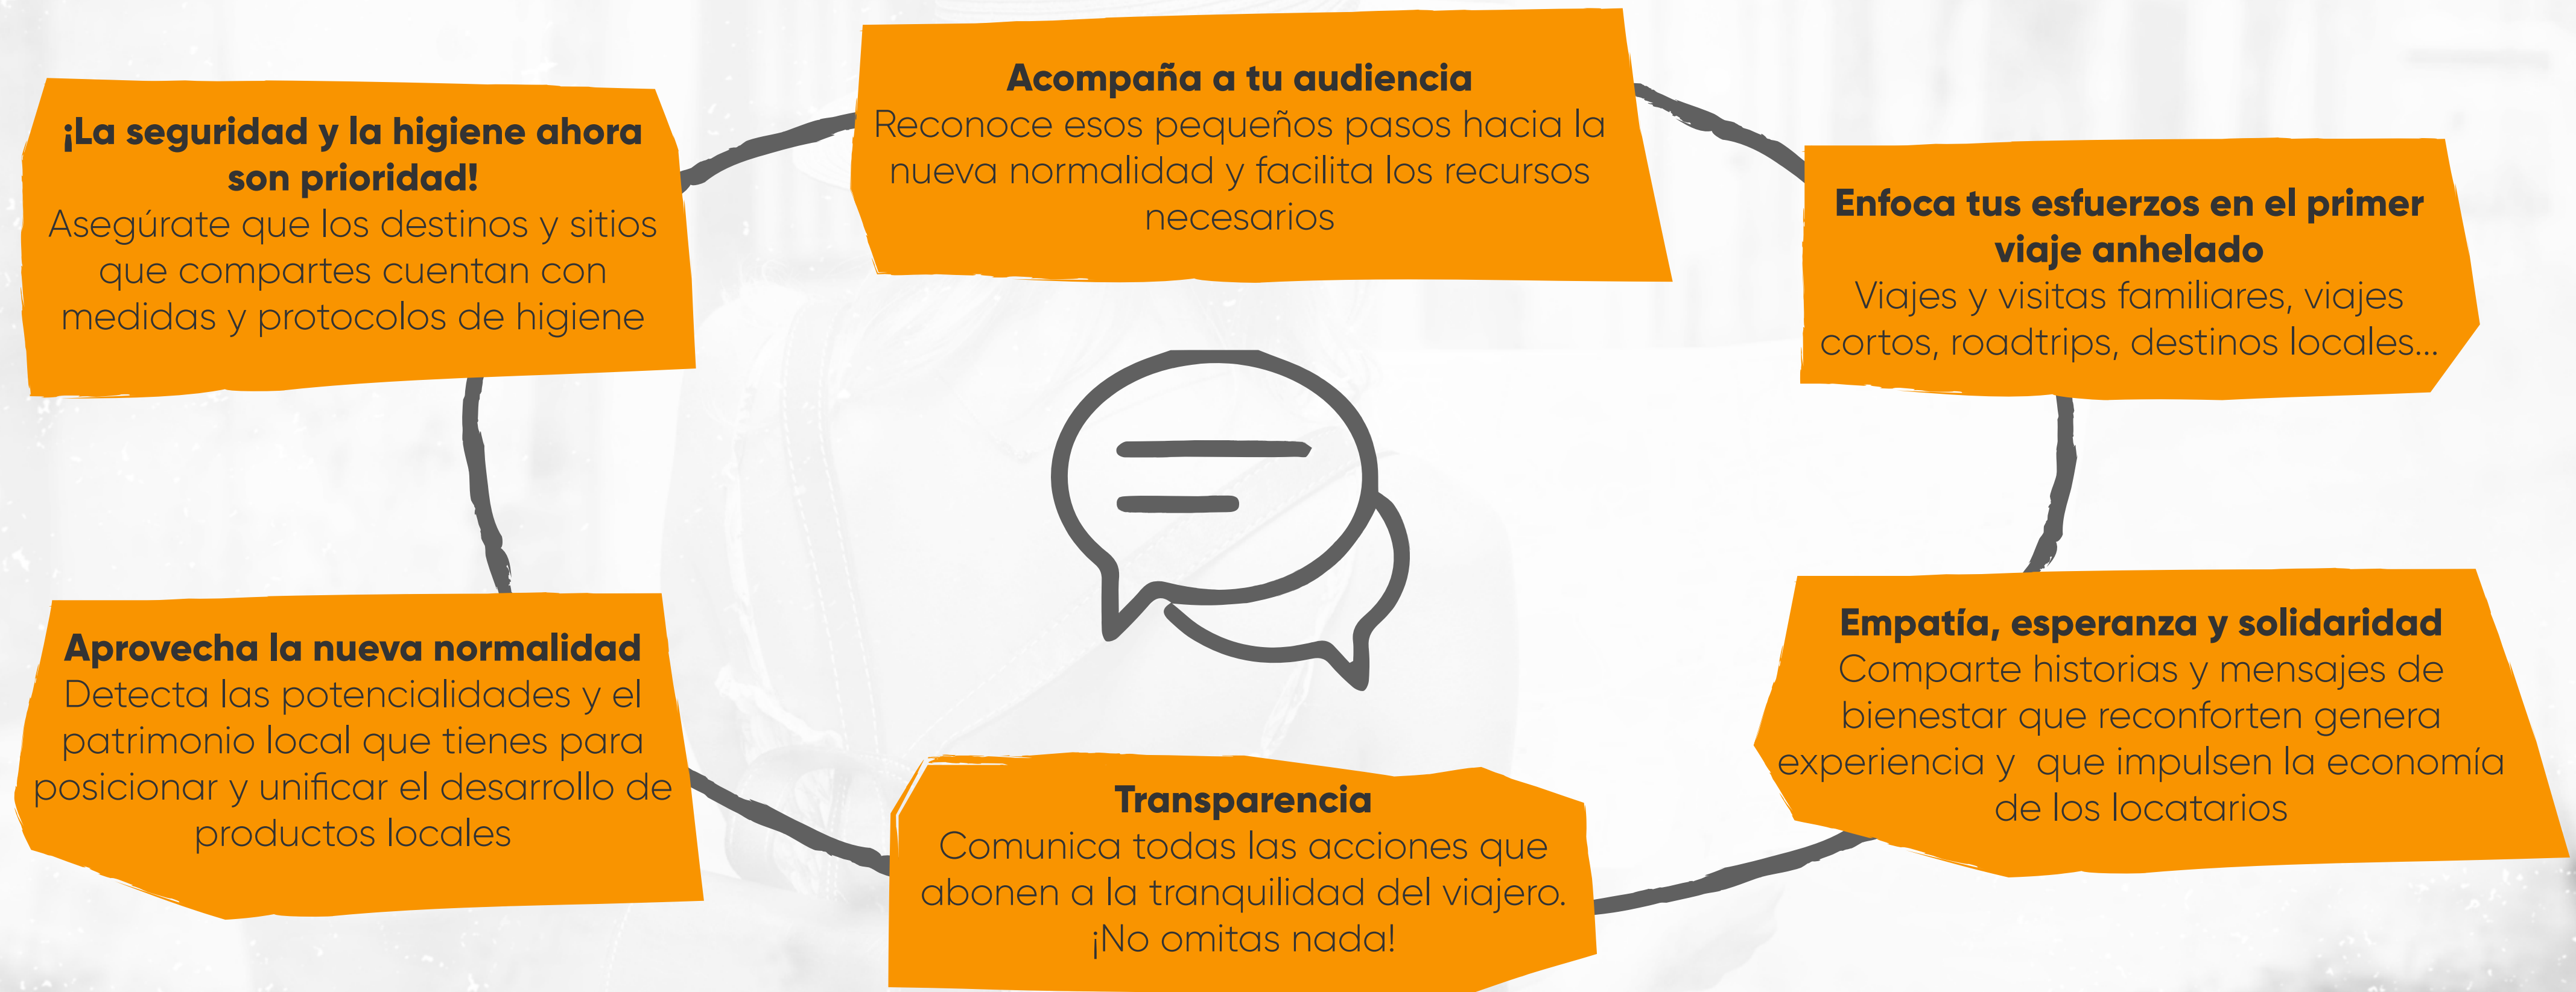 ¡La seguridad y la higiene ahora
son prioridad!
Asegúrate que los destinos y sitios
que compartes cuentan con
medidas y protocolos de higiene
Acompaña a tu audiencia
Reconoce esos pequeños pasos hacia la
nueva normalidad y facilita los recursos
necesarios
Enfoca tus esfuerzos en el primer
viaje anhelado
Viajes y visitas familiares, viajes
cortos, roadtrips, destinos locales...
Empatía, esperanza y solidaridad
Comparte historias y mensajes de
bienestar que reconforten genera
experiencia y  que impulsen la economía
de los locatarios
Transparencia
Comunica todas las acciones que
abonen a la tranquilidad del viajero.
¡No omitas nada!
Aprovecha la nueva normalidad
Detecta las potencialidades y el
patrimonio local que tienes para
posicionar y unificar el desarrollo de
productos locales